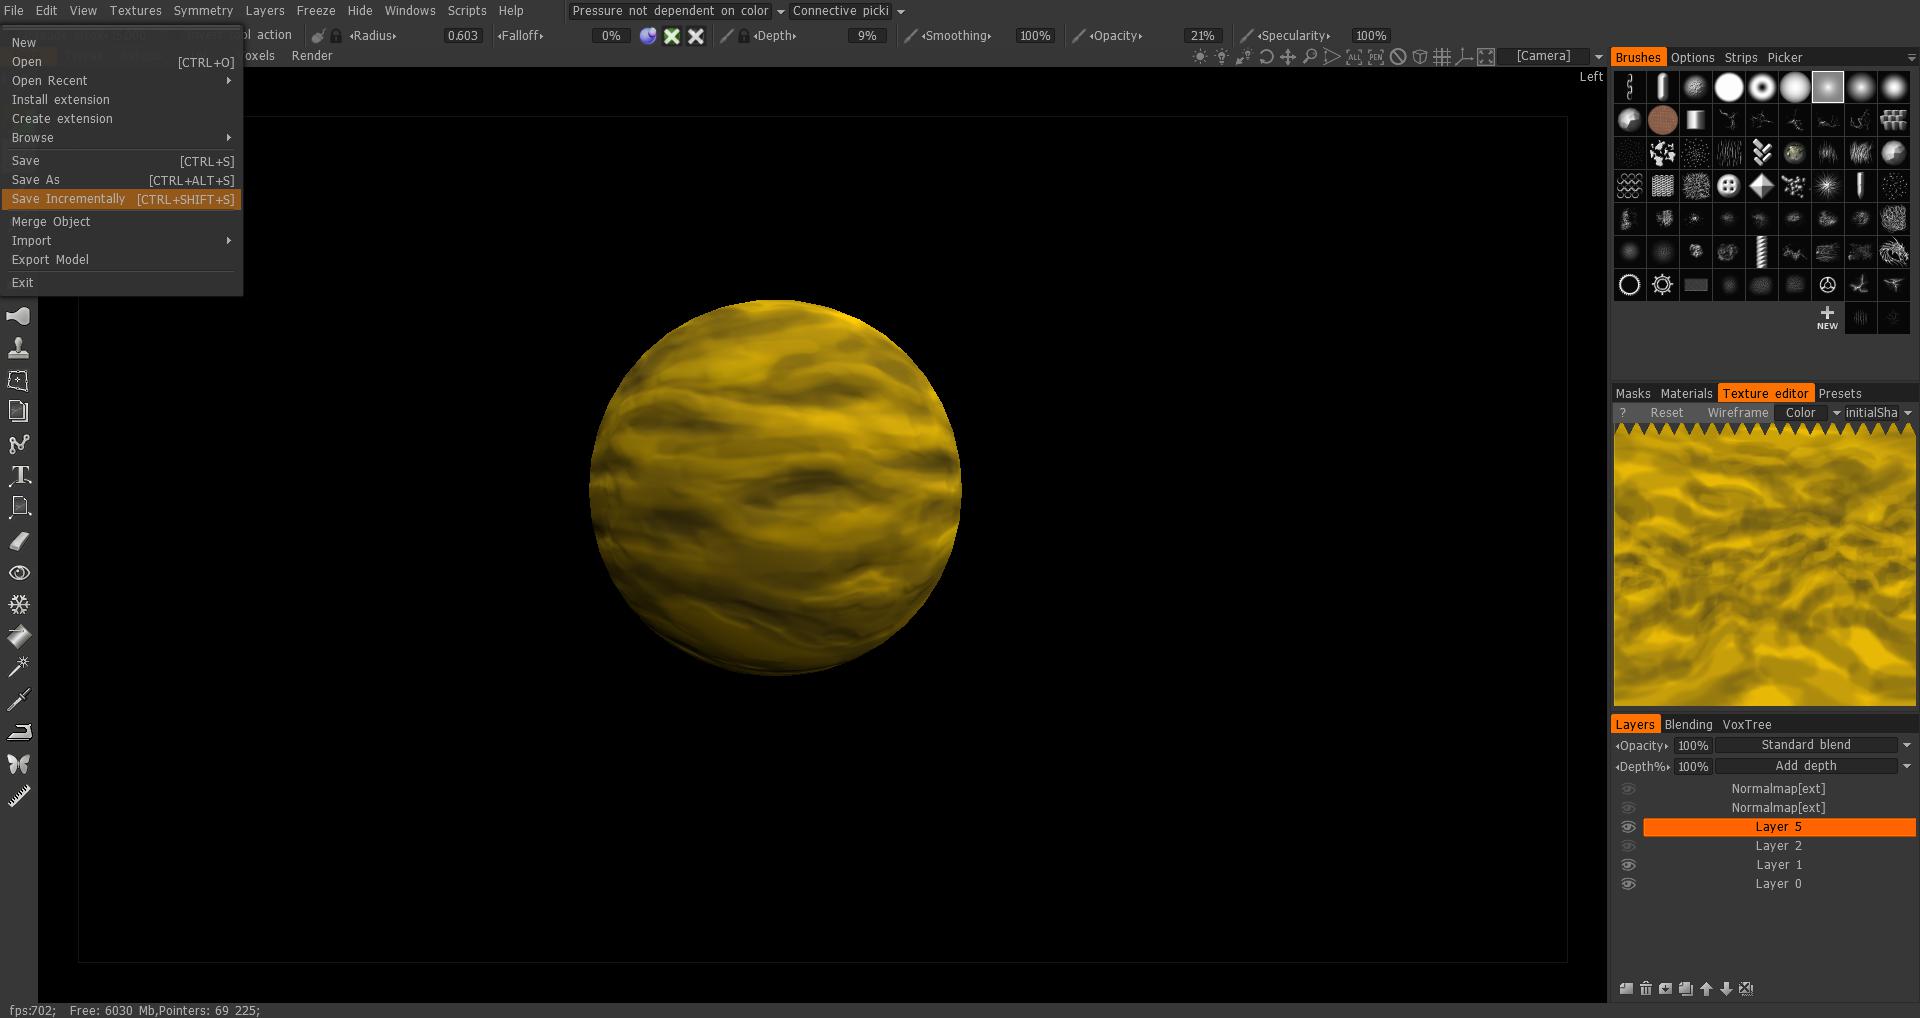 File Edit View Textures Symmetry Layers Freeze Hide Windows Scripts Help Pressure not dependent on color Connective picki
action Radius 0.603 Falloff 0% Depth 9% Smoothing 100% Opacity 21% Specularity 100%
oxels Render [Camera]
Left
New
Open [CTRL+O]
Open Recent
Install extension
Create extension
Browse
Save [CTRL+S]
Save As [CTRL+ALT+S]
Save Incrementally [CTRL+SHIFT+S]
Merge Object
Import
Export Model
Exit
Brushes Options Strips Picker
NEW
Masks Materials Texture editor Presets
? Reset Wireframe Color initialSha
Layers Blending VoxTree
Opacity 100% Standard blend
Depth% 100% Add depth
Normalmap[ext]
Normalmap[ext]
Layer 5
Layer 2
Layer 1
Layer 0
fps:702; Free: 6030 Mb,Pointers: 69 225;